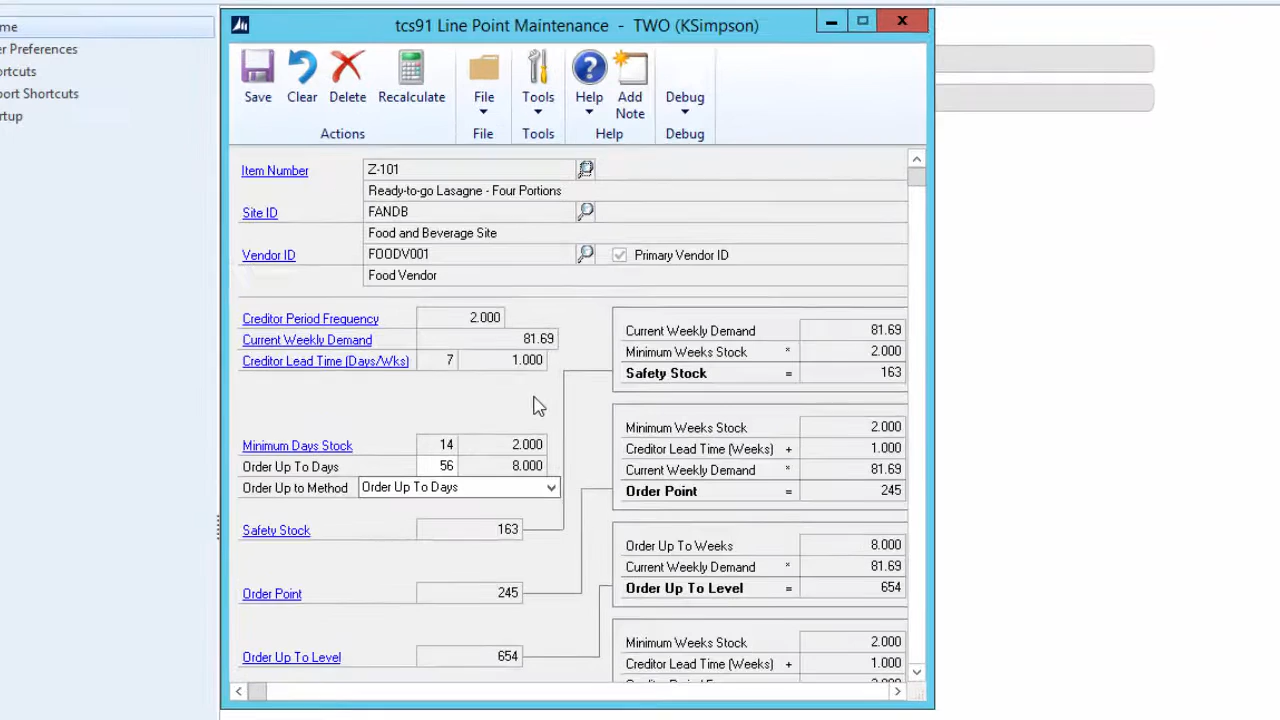 tcs91 Line Point Maintenance - TWO (KSimpson)
me
er Preferences
ortcuts
port Shortcuts
rtup
Save Clear Delete Recalculate File Tools Help Add Note Debug
Actions File Tools Help Debug
Item Number Z-101
Ready-to-go Lasagne - Four Portions
Site ID FANDB
Food and Beverage Site
Vendor ID FOODV001 Primary Vendor ID
Food Vendor
Creditor Period Frequency 2.000
Current Weekly Demand 81.69
Creditor Lead Time (Days/Wks) 7 1.000
Minimum Days Stock 14 2.000
Order Up To Days 56 8.000
Order Up to Method Order Up To Days
Safety Stock 163
Order Point 245
Order Up To Level 654
Current Weekly Demand 81.69
Minimum Weeks Stock * 2.000
Safety Stock = 163
Minimum Weeks Stock 2.000
Creditor Lead Time (Weeks) + 1.000
Current Weekly Demand * 81.69
Order Point = 245
Order Up To Weeks 8.000
Current Weekly Demand * 81.69
Order Up To Level = 654
Minimum Weeks Stock 2.000
Creditor Lead Time (Weeks) + 1.000